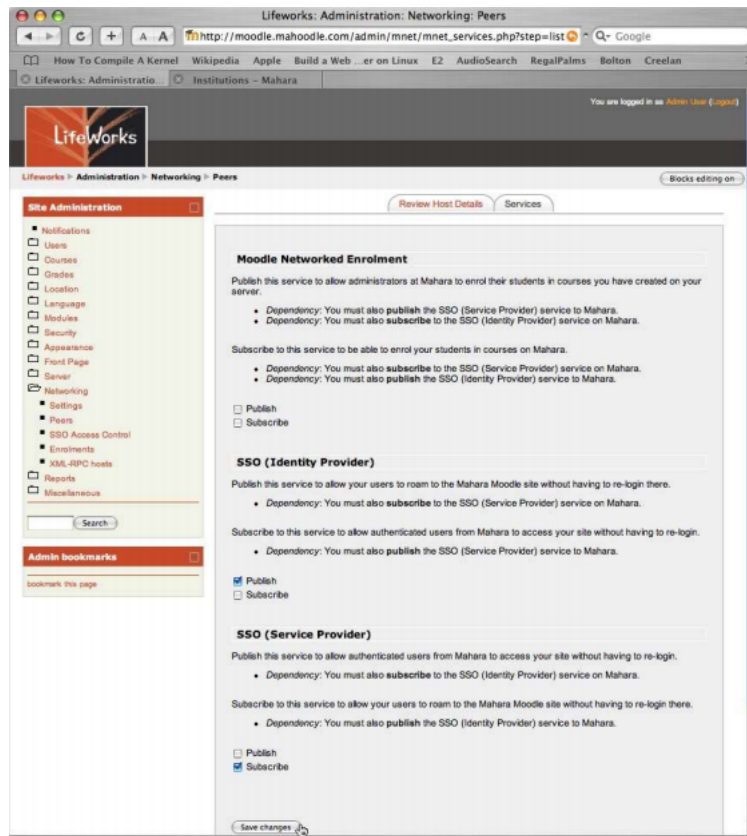 Lifeworks: Administration: Networking: Peers
A A
http://moodle.mahoodle.com/admin/mnet/mnet_services.php?step=list
Q- Google
How To Compile A Kernel Wikipedia Apple Build a Web ...er on Linux E2 AudioSearch RegalPalms Bolton Creelan
Lifeworks: Administratio... Institutions – Mahara
You are logged in as Admin User (Logout)
LifeWorks
Lifeworks Administration Networking Peers
Blocks editing on
Site Administration
Notifications
Users
Courses
Grades
Location
Language
Modules
Security
Appearance
Front Page
Server
Networking
Settings
Peers
SSO Access Control
Enrolments
XML-RPC hosts
Reports
Miscellaneous
Search
Admin bookmarks
bookmark this page
Review Host Details Services
Moodle Networked Enrolment
Publish this service to allow administrators at Mahara to enrol their students in courses you have created on your
server.
• Dependency: You must also publish the SSO (Service Provider) service to Mahara.
• Dependency: You must also subscribe to the SSO (Identity Provider) service on Mahara.
Subscribe to this service to be able to enrol your students in courses on Mahara.
• Dependency: You must also subscribe to the SSO (Service Provider) service on Mahara.
• Dependency: You must also publish the SSO (Identity Provider) service to Mahara.
Publish
Subscribe
SSO (Identity Provider)
Publish this service to allow your users to roam to the Mahara Moodle site without having to re-login there.
• Dependency: You must also subscribe to the SSO (Service Provider) service on Mahara.
Subscribe to this service to allow authenticated users from Mahara to access your site without having to re-login.
• Dependency: You must also publish the SSO (Service Provider) service to Mahara.
Publish
Subscribe
SSO (Service Provider)
Publish this service to allow authenticated users from Mahara to access your site without having to re-login.
• Dependency: You must also subscribe to the SSO (Identity Provider) service on Mahara.
Subscribe to this service to allow your users to roam to the Mahara Moodle site without having to re-login there.
• Dependency: You must also publish the SSO (Identity Provider) service to Mahara.
Publish
Subscribe
Save changes